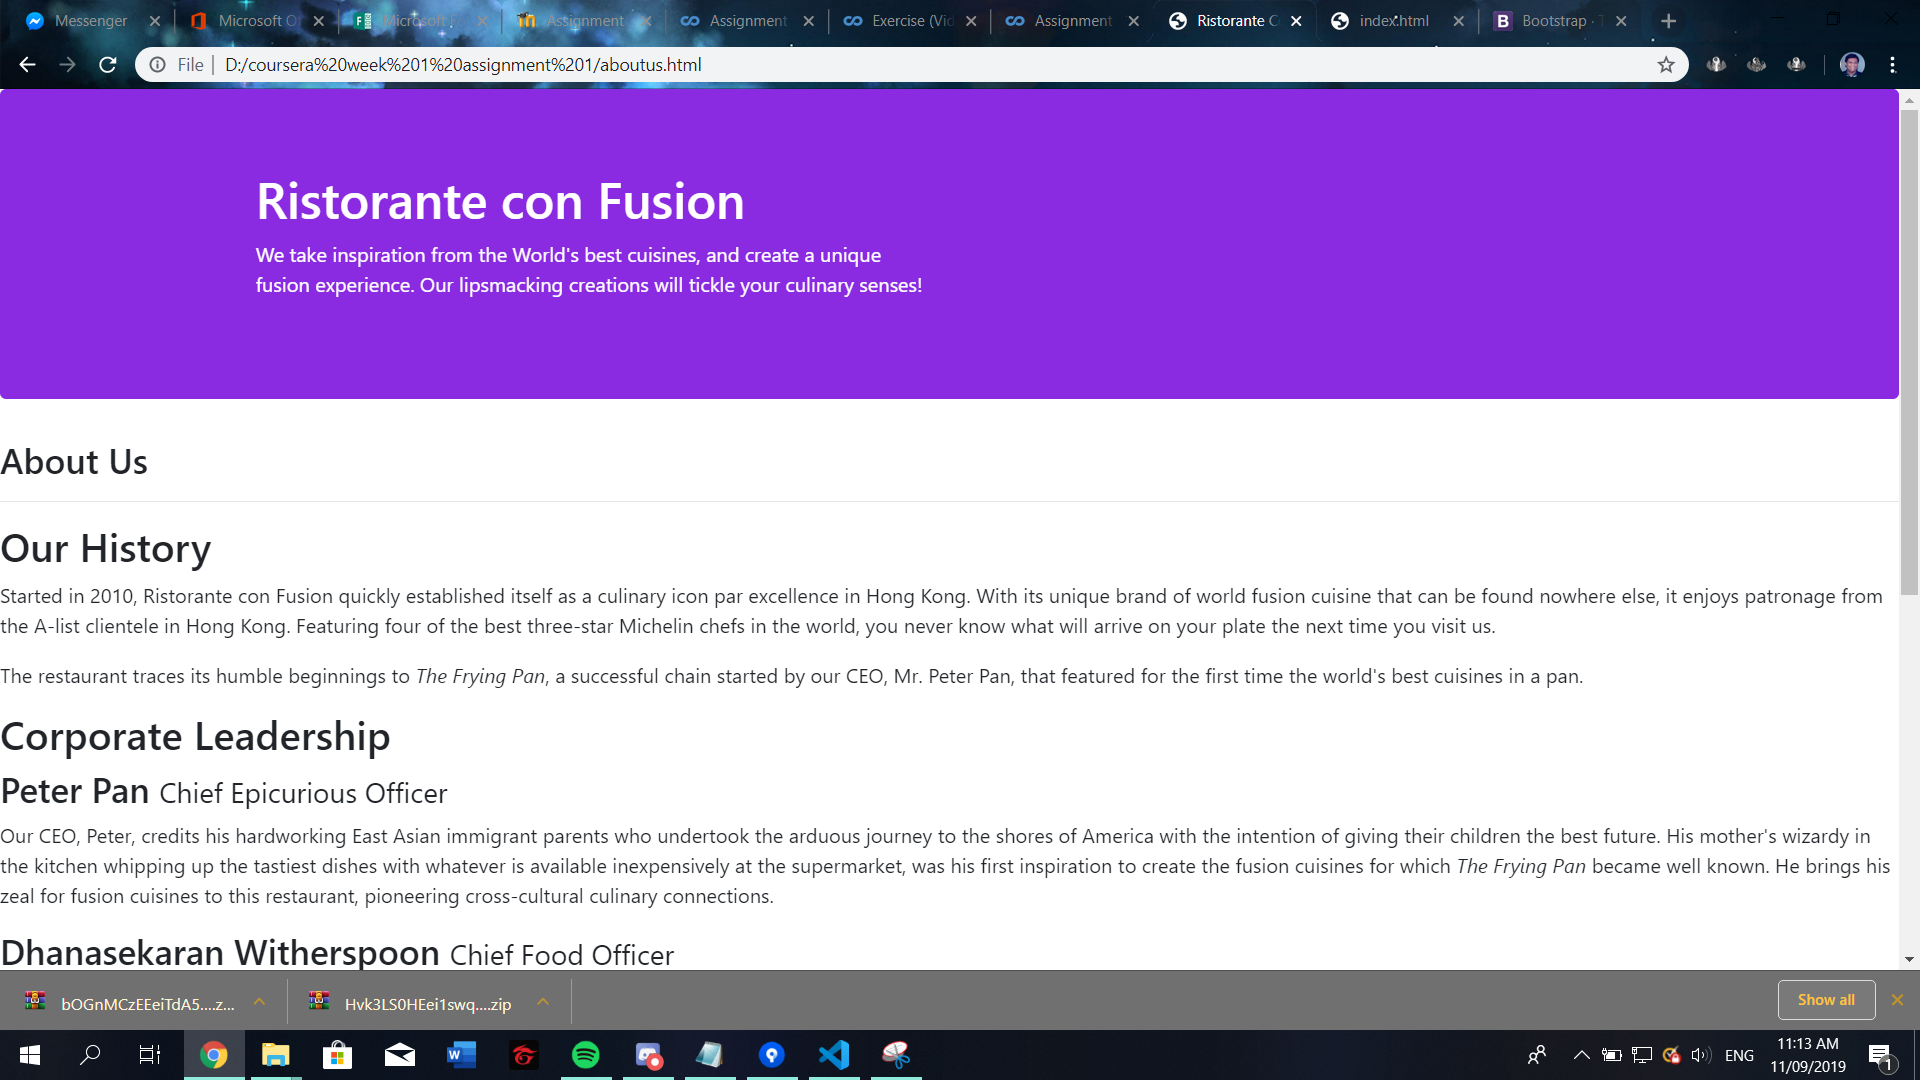 Messenger
Microsoft O
Microsoft
Assignment
Assignment
Exercise (Vid
Assignment
Ristorante C
index.html
Bootstrap · T
File
D:/coursera%20week%201%20assignment%201/aboutus.html
Ristorante con Fusion
We take inspiration from the World's best cuisines, and create a unique
fusion experience. Our lipsmacking creations will tickle your culinary senses!
About Us
Our History
Started in 2010, Ristorante con Fusion quickly established itself as a culinary icon par excellence in Hong Kong. With its unique brand of world fusion cuisine that can be found nowhere else, it enjoys patronage from
the A-list clientele in Hong Kong. Featuring four of the best three-star Michelin chefs in the world, you never know what will arrive on your plate the next time you visit us.
The restaurant traces its humble beginnings to The Frying Pan, a successful chain started by our CEO, Mr. Peter Pan, that featured for the first time the world's best cuisines in a pan.
Corporate Leadership
Peter Pan Chief Epicurious Officer
Our CEO, Peter, credits his hardworking East Asian immigrant parents who undertook the arduous journey to the shores of America with the intention of giving their children the best future. His mother's wizardy in
the kitchen whipping up the tastiest dishes with whatever is available inexpensively at the supermarket, was his first inspiration to create the fusion cuisines for which The Frying Pan became well known. He brings his
zeal for fusion cuisines to this restaurant, pioneering cross-cultural culinary connections.
Dhanasekaran Witherspoon Chief Food Officer
bOGnMCzEEeiTdA5....z...
Hvk3LS0HEei1swq....zip
Show all
ENG
11:13 AM
11/09/2019
1